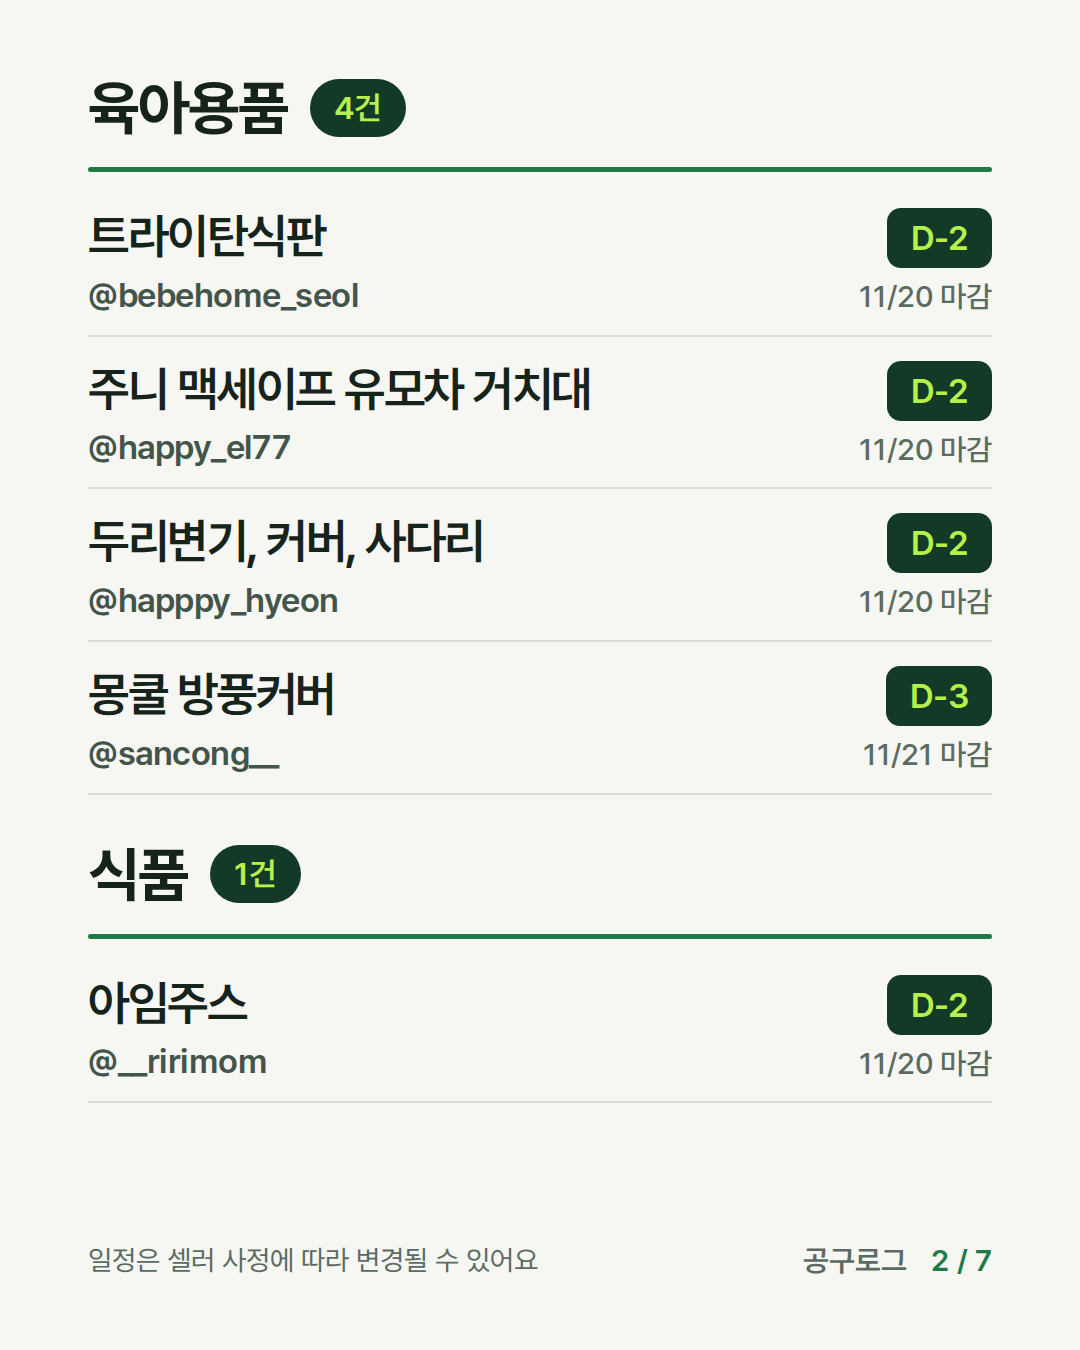 육아용품 4건
트라이탄식판 D-2
@bebehome_seol 11/20 마감
주니 맥세이프 유모차 거치대 D-2
@happy_el77 11/20 마감
두리변기, 커버, 사다리 D-2
@happpy_hyeon 11/20 마감
몽쿨 방풍커버 D-3
@sancong__ 11/21 마감
식품 1건
아임주스 D-2
@__ririmom 11/20 마감
일정은 셀러 사정에 따라 변경될 수 있어요 공구로그 2 / 7